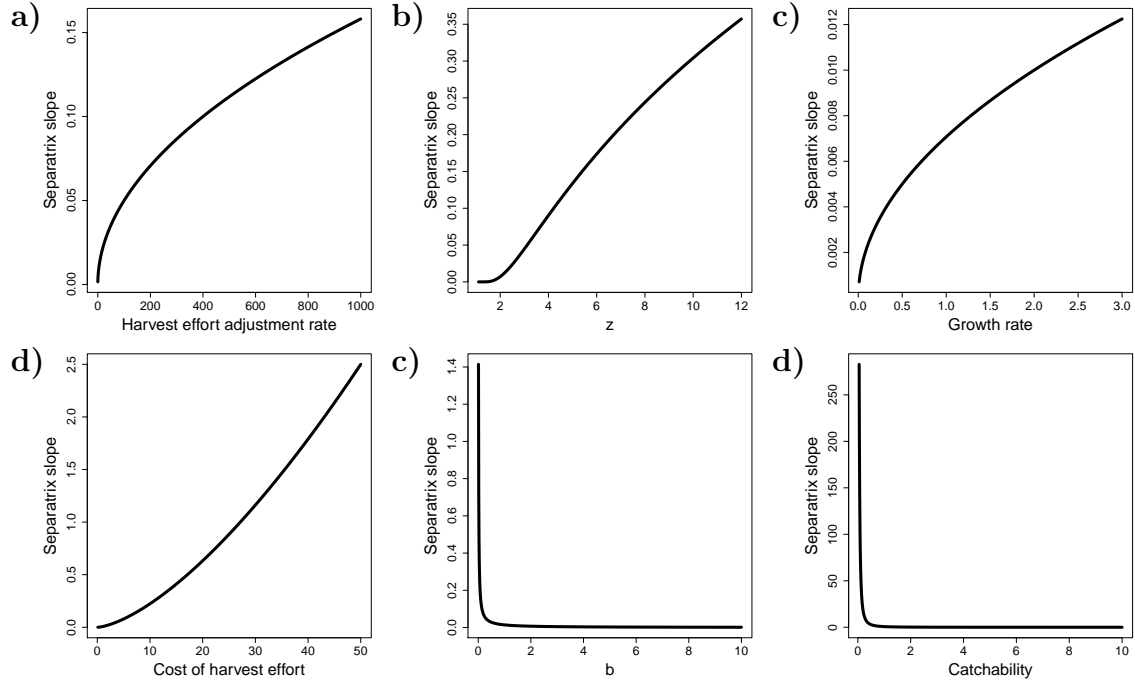 a)
Separatrix slope
0.00 0.05 0.10 0.15
0 200 400 600 800 1000
Harvest effort adjustment rate
b)
Separatrix slope
0.00 0.05 0.10 0.15 0.20 0.25 0.30 0.35
2 4 6 8 10 12
z
c)
Separatrix slope
0.002 0.004 0.006 0.008 0.010 0.012
0.0 0.5 1.0 1.5 2.0 2.5 3.0
Growth rate
d)
Separatrix slope
0.0 0.5 1.0 1.5 2.0 2.5
0 10 20 30 40 50
Cost of harvest effort
c)
Separatrix slope
0.0 0.2 0.4 0.6 0.8 1.0 1.2 1.4
0 2 4 6 8 10
b
d)
Separatrix slope
0 50 100 150 200 250
0 2 4 6 8 10
Catchability